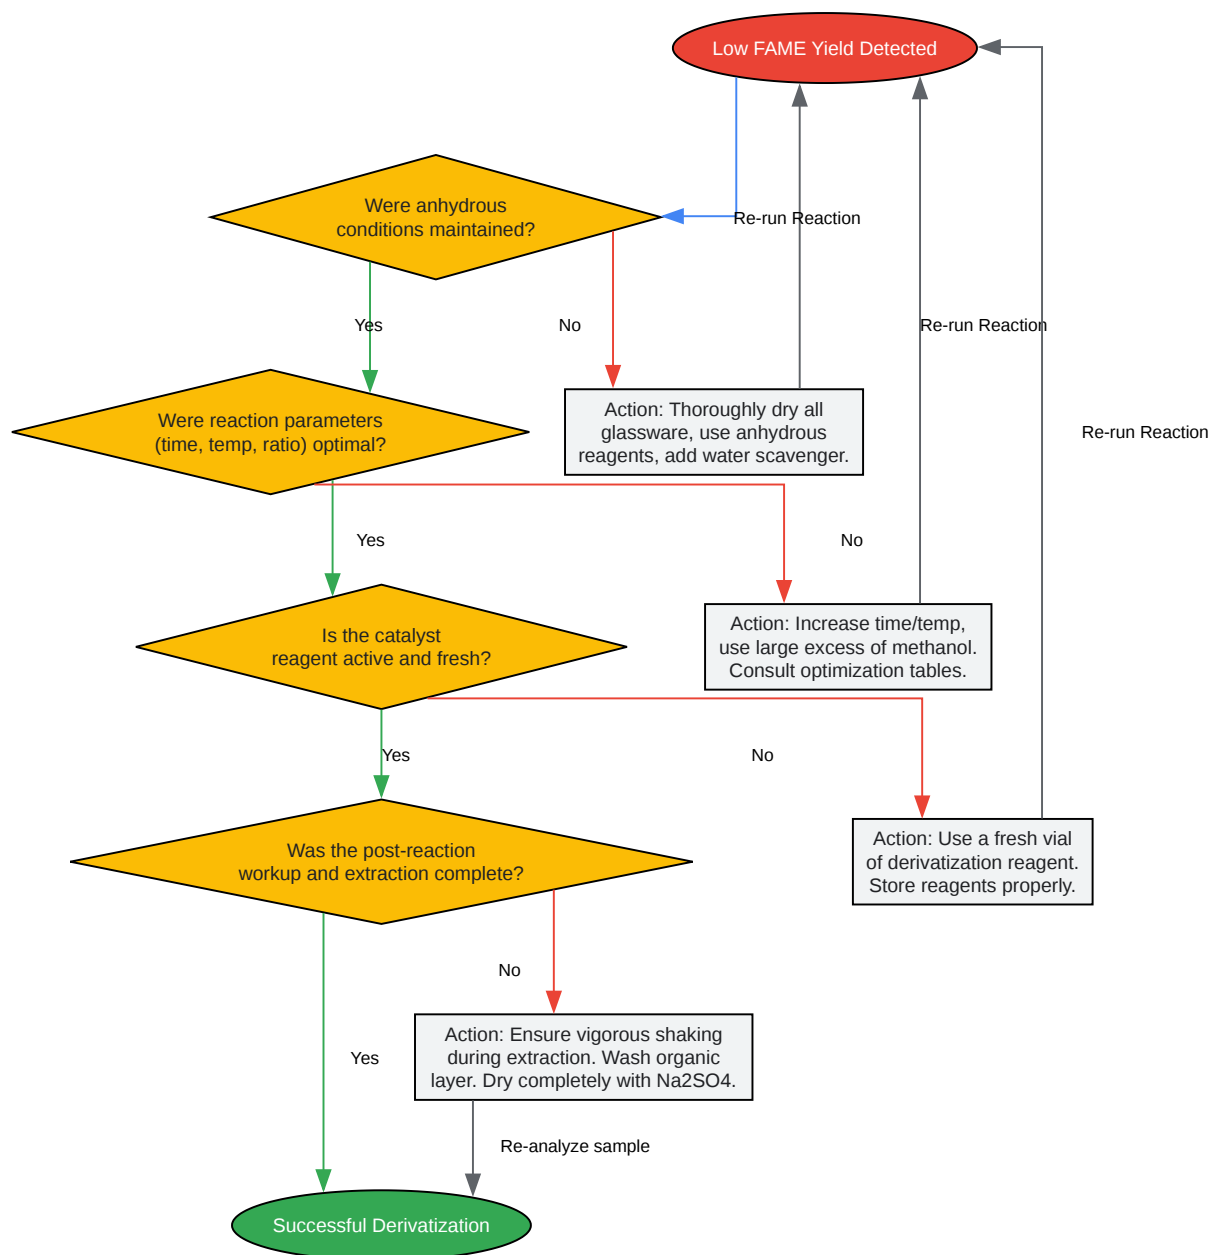 Low FAME Yield Detected
Were anhydrous
conditions maintained?
Re-run Reaction
Yes
No
Re-run Reaction
Were reaction parameters
(time, temp, ratio) optimal?
Action: Thoroughly dry all
glassware, use anhydrous
reagents, add water scavenger.
Re-run Reaction
Yes
No
Is the catalyst
reagent active and fresh?
Action: Increase time/temp,
use large excess of methanol.
Consult optimization tables.
Yes
No
Was the post-reaction
workup and extraction complete?
Action: Use a fresh vial
of derivatization reagent.
Store reagents properly.
No
Yes
Action: Ensure vigorous shaking
during extraction. Wash organic
layer. Dry completely with Na2SO4.
Re-analyze sample
Successful Derivatization